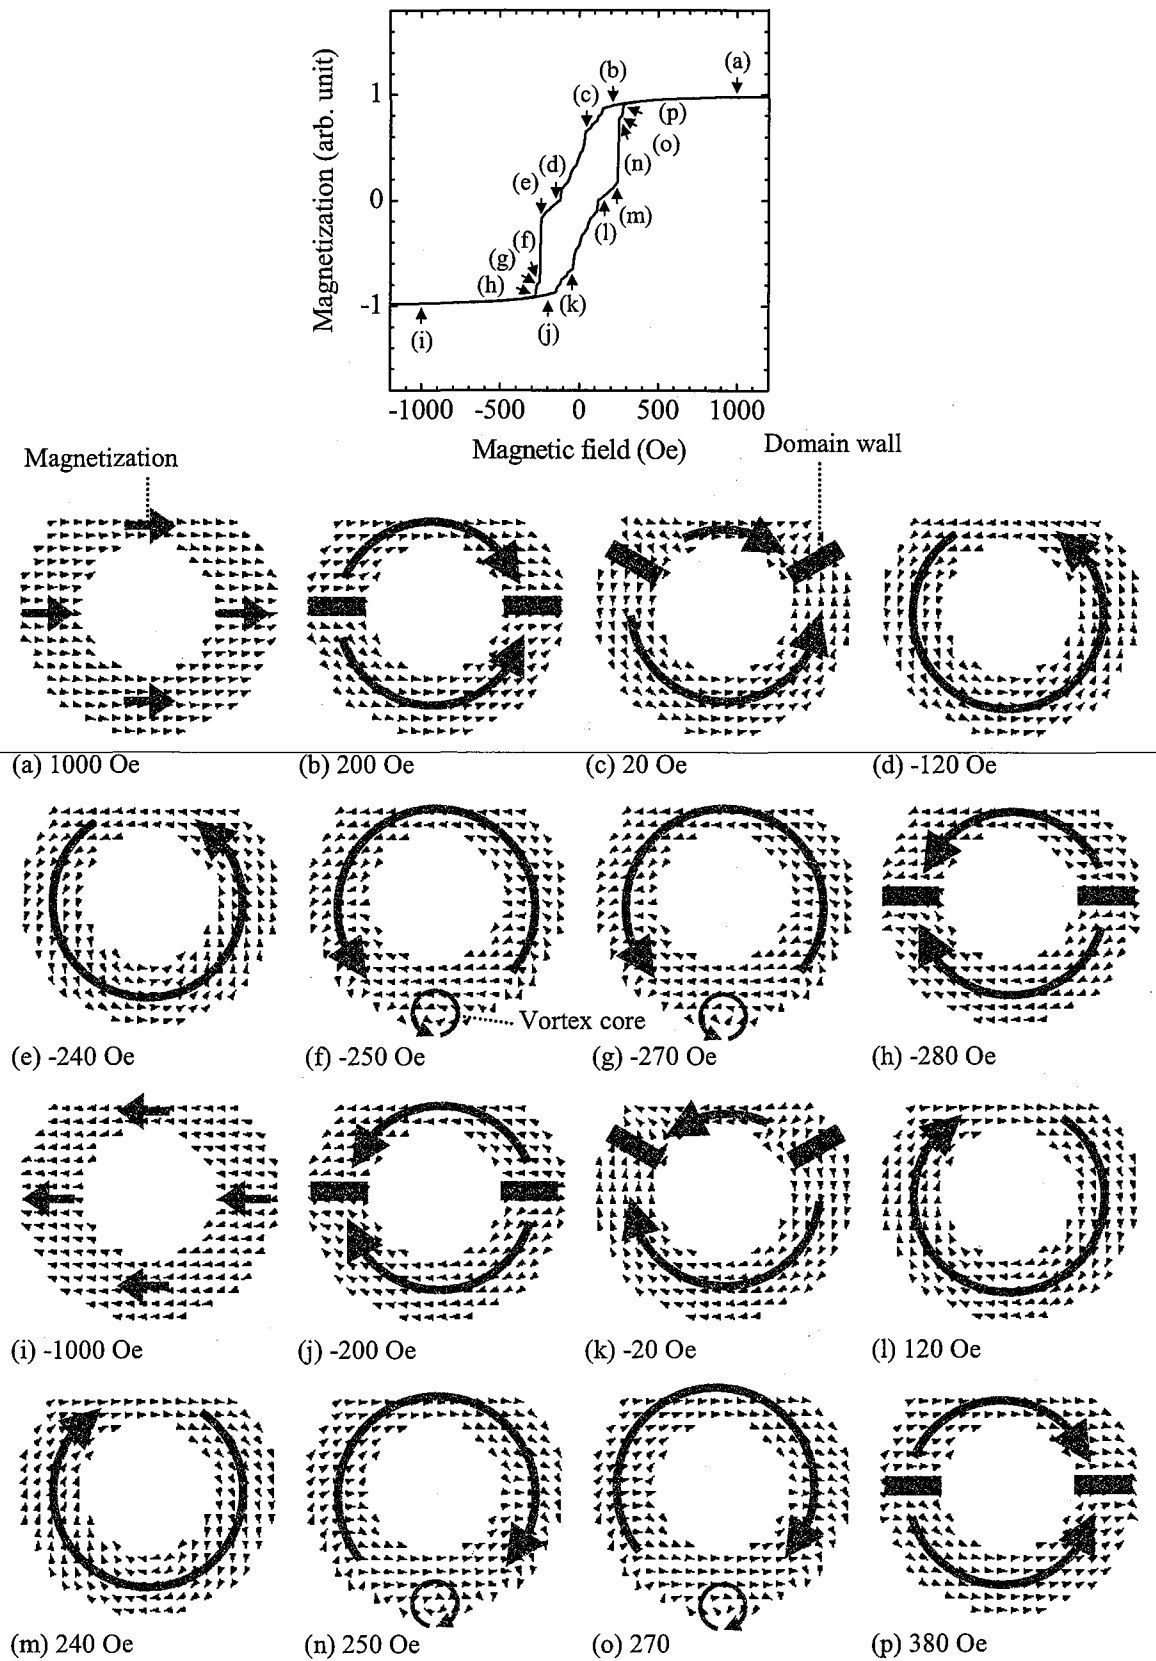 Magnetization (arb. unit)
1
0
-1
(a)
(b)
(c)
(p)
(o)
(d)
(n)
(e)
(m)
(f)
(l)
(g)
(h)
(k)
(j)
(i)
-1000 -500 0 500 1000
Magnetic field (Oe)
Magnetization
Domain wall
(a) 1000 Oe
(b) 200 Oe
(c) 20 Oe
(d) -120 Oe
Vortex core
(e) -240 Oe
(f) -250 Oe
(g) -270 Oe
(h) -280 Oe
(i) -1000 Oe
(j) -200 Oe
(k) -20 Oe
(l) 120 Oe
(m) 240 Oe
(n) 250 Oe
(o) 270
(p) 380 Oe